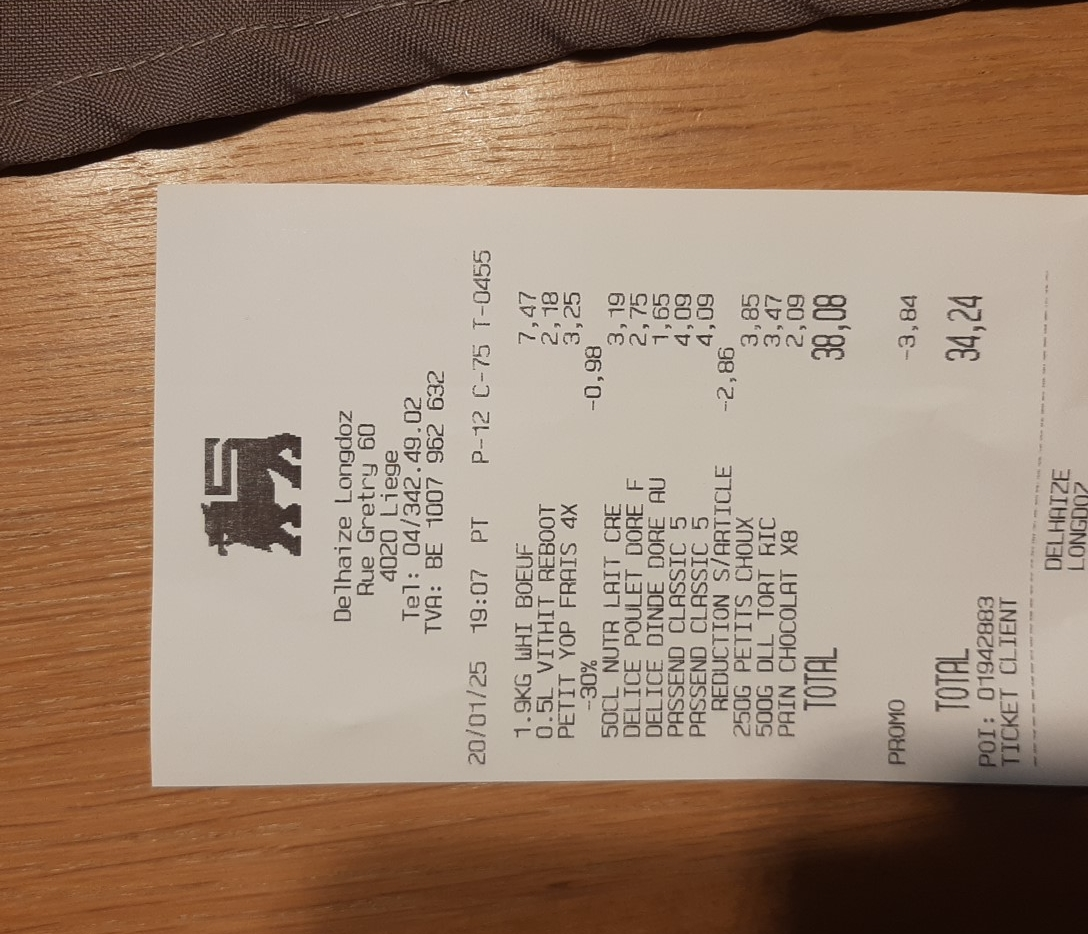 Delhaize Longdoz
Rue Gretry 60
4020 Liege
Tel: 04/342.49.02
TVA: BE 1007 962 632
20/01/25 19:07 PT P-12 C-75 T-0455
1.9KG WHI BOEUF 7,47
0.5L VITHIT REBOOT 2,18
PETIT YOP FRAIS 4X 3,25
-30% -0,98
50CL NUTR LAIT CRE 3,19
DELICE POULET DORE F 2,75
DELICE DINDE DORE AU 1,65
PASSEND CLASSIC 5 4,09
PASSEND CLASSIC 5 4,09
REDUCTION S/ARTICLE -2,86
250G PETITS CHOUX 3,85
500G DLL TORT RIC 3,47
PAIN CHOCOLAT X8 2,09
TOTAL 38,08
PROMO -3,84
TOTAL 34,24
POI: 01942883
TICKET CLIENT
DELHAIZE
LONGDOZ